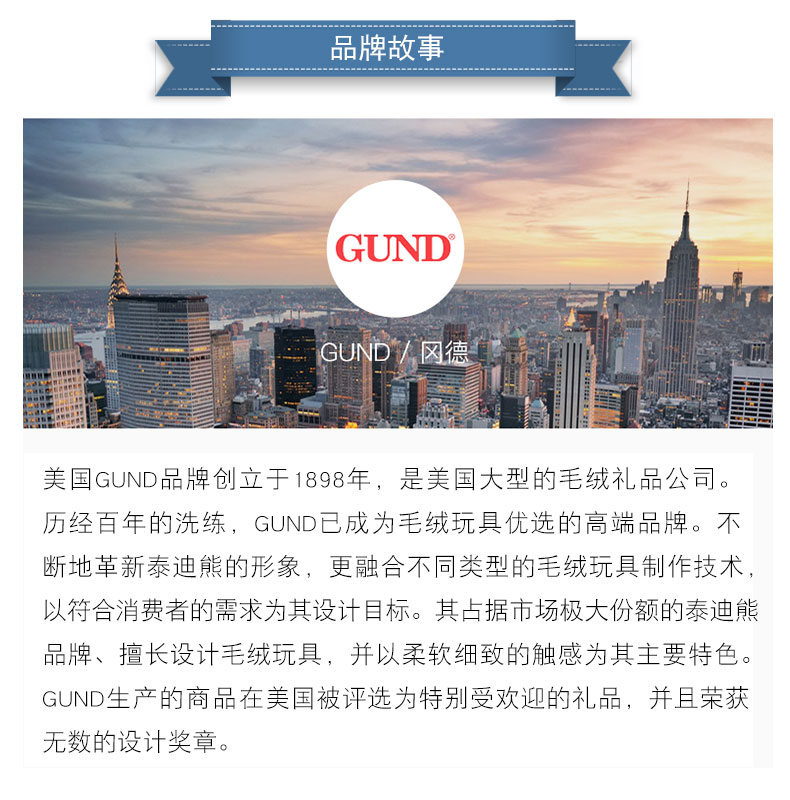 品牌故事
GUND®
GUND / 冈德
美国GUND品牌创立于1898年，是美国大型的毛绒礼品公司。
历经百年的洗练，GUND已成为毛绒玩具优选的高端品牌。不
断地革新泰迪熊的形象，更融合不同类型的毛绒玩具制作技术，
以符合消费者的需求为其设计目标。其占据市场极大份额的泰迪熊
品牌、擅长设计毛绒玩具，并以柔软细致的触感为其主要特色。
GUND生产的商品在美国被评选为特别受欢迎的礼品，并且荣获
无数的设计奖章。